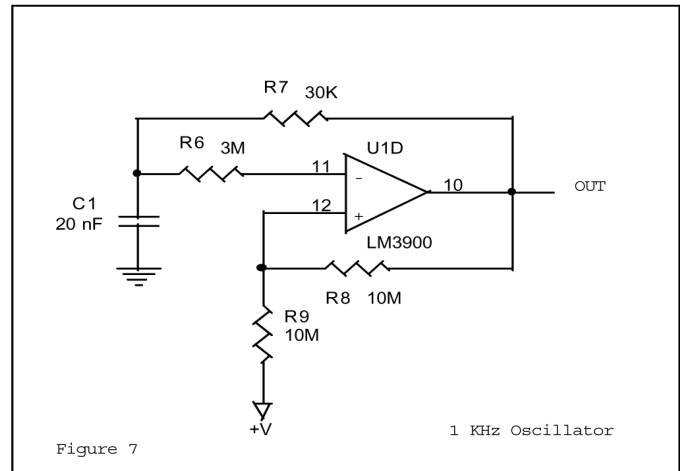 R7 30K
R6 3M
U1D
11
-
10
OUT
C1
20 nF
12
+
LM3900
R8 10M
R9
10M
+V
1 KHz Oscillator
Figure 7